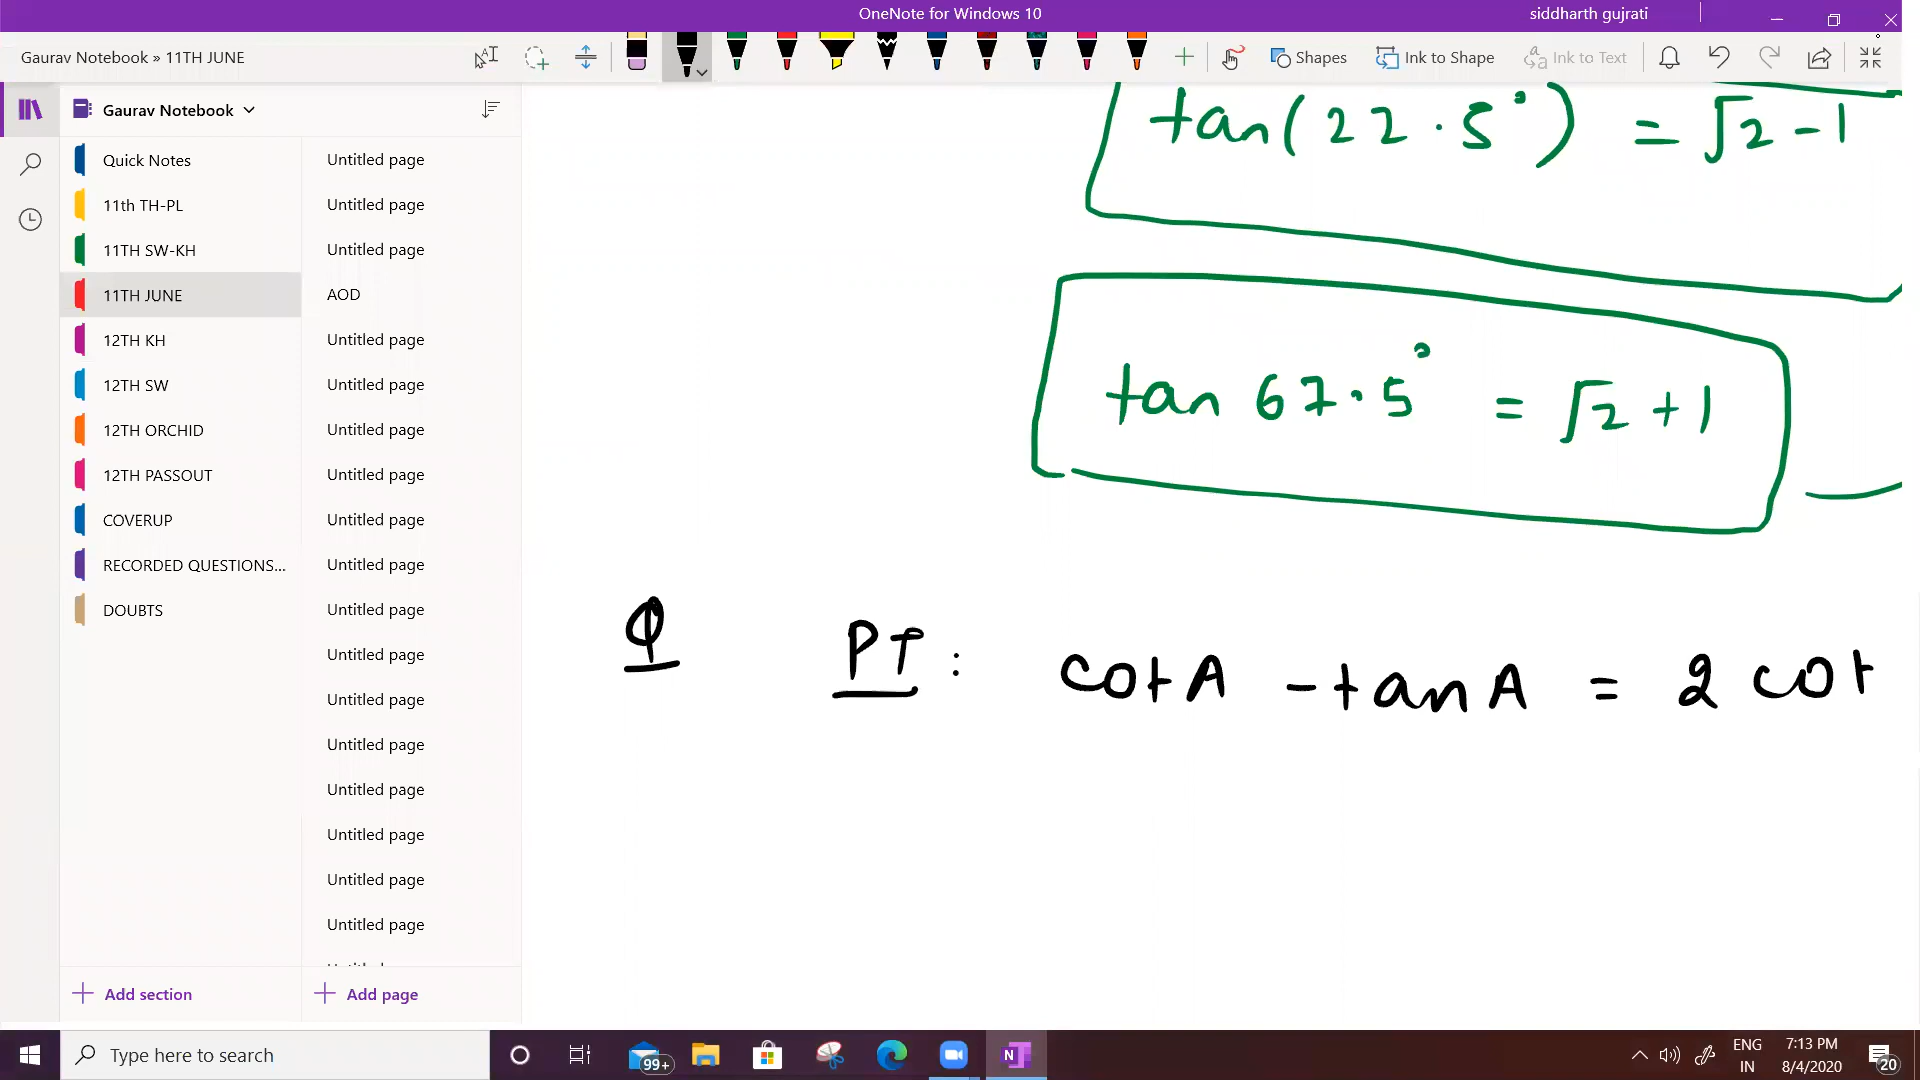 OneNote for Windows 10
siddharth gujrati
Gaurav Notebook » 11TH JUNE
Shapes
Ink to Shape
Ink to Text
Gaurav Notebook
Quick Notes
11th TH-PL
11TH SW-KH
11TH JUNE
12TH KH
12TH SW
12TH ORCHID
12TH PASSOUT
COVERUP
RECORDED QUESTIONS...
DOUBTS
Add section
Untitled page
Untitled page
Untitled page
AOD
Untitled page
Untitled page
Untitled page
Untitled page
Untitled page
Untitled page
Untitled page
Untitled page
Untitled page
Untitled page
Untitled page
Untitled page
Untitled page
Untitled page
Add page
tan(22.5°) = √2 - 1
tan 67.5° = √2 + 1
Q PT : cot A - tan A = 2 cot
Type here to search
99+
N
ENG
IN
7:13 PM
8/4/2020
20